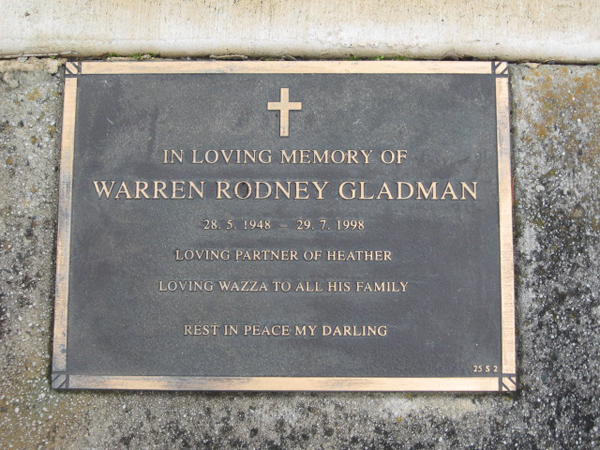 IN LOVING MEMORY OF
WARREN RODNEY GLADMAN
28. 5. 1948 – 29. 7. 1998
LOVING PARTNER OF HEATHER
LOVING WAZZA TO ALL HIS FAMILY
REST IN PEACE MY DARLING
25 S 2